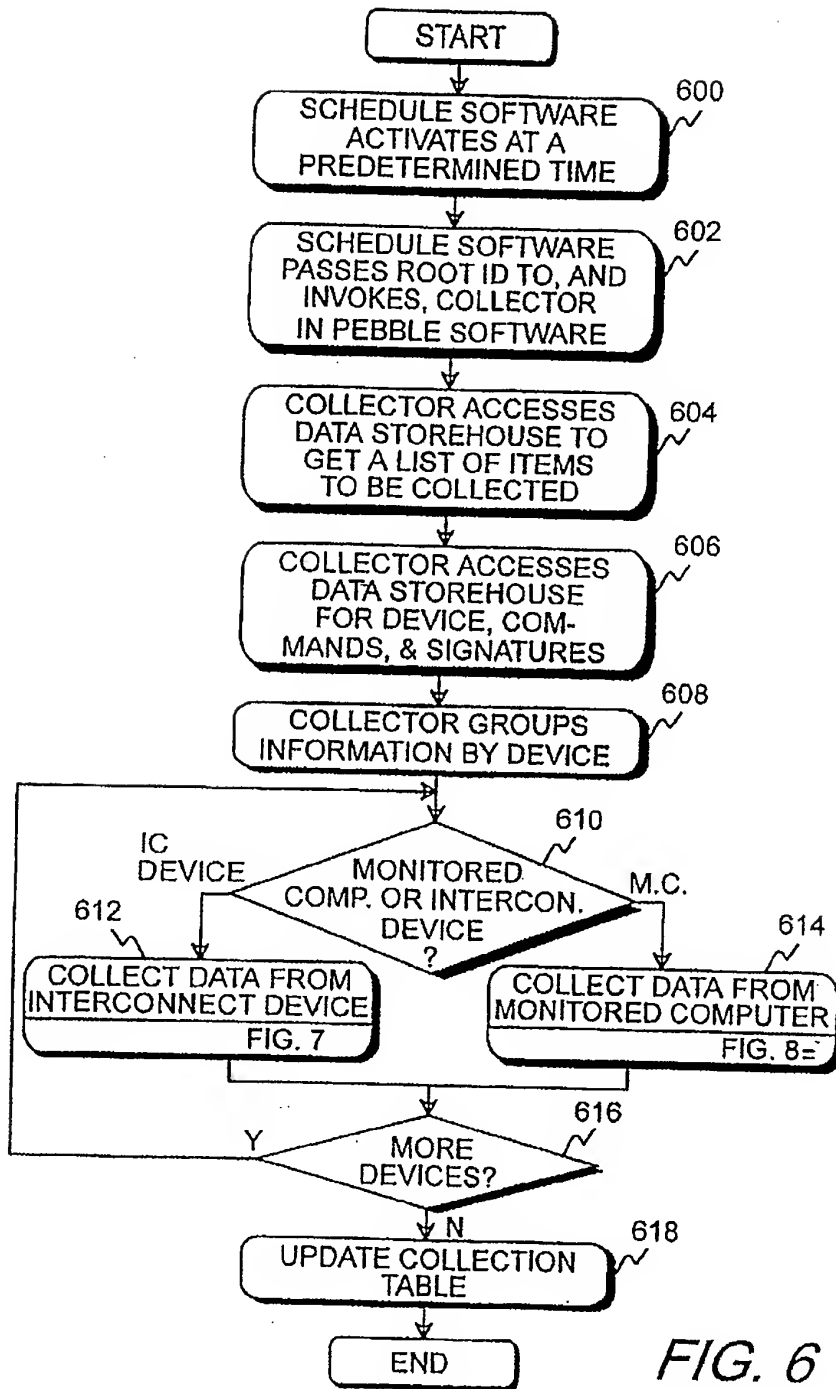 START
600
SCHEDULE SOFTWARE
ACTIVATES AT A
PREDETERMINED TIME
602
SCHEDULE SOFTWARE
PASSES ROOT ID TO, AND
INVOKES, COLLECTOR
IN PEBBLE SOFTWARE
604
COLLECTOR ACCESSES
DATA STOREHOUSE TO
GET A LIST OF ITEMS
TO BE COLLECTED
606
COLLECTOR ACCESSES
DATA STOREHOUSE
FOR DEVICE, COM-
MANDS, & SIGNATURES
608
COLLECTOR GROUPS
INFORMATION BY DEVICE
610
IC
DEVICE
MONITORED
COMP. OR INTERCON.
DEVICE
?
M.C.
612
COLLECT DATA FROM
INTERCONNECT DEVICE
FIG. 7
614
COLLECT DATA FROM
MONITORED COMPUTER
FIG. 8
616
Y
MORE
DEVICES?
N
618
UPDATE COLLECTION
TABLE
END
FIG. 6